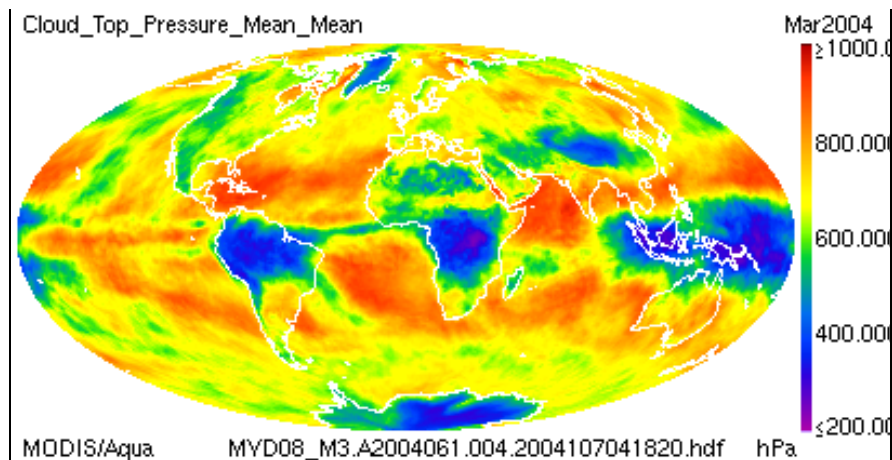 Cloud_Top_Pressure_Mean_Mean
Mar2004
≥1000.0
800.000
600.000
400.000
≤200.00
MODIS/Aqua MYD08_M3.A2004061.004.2004107041820.hdf hPa